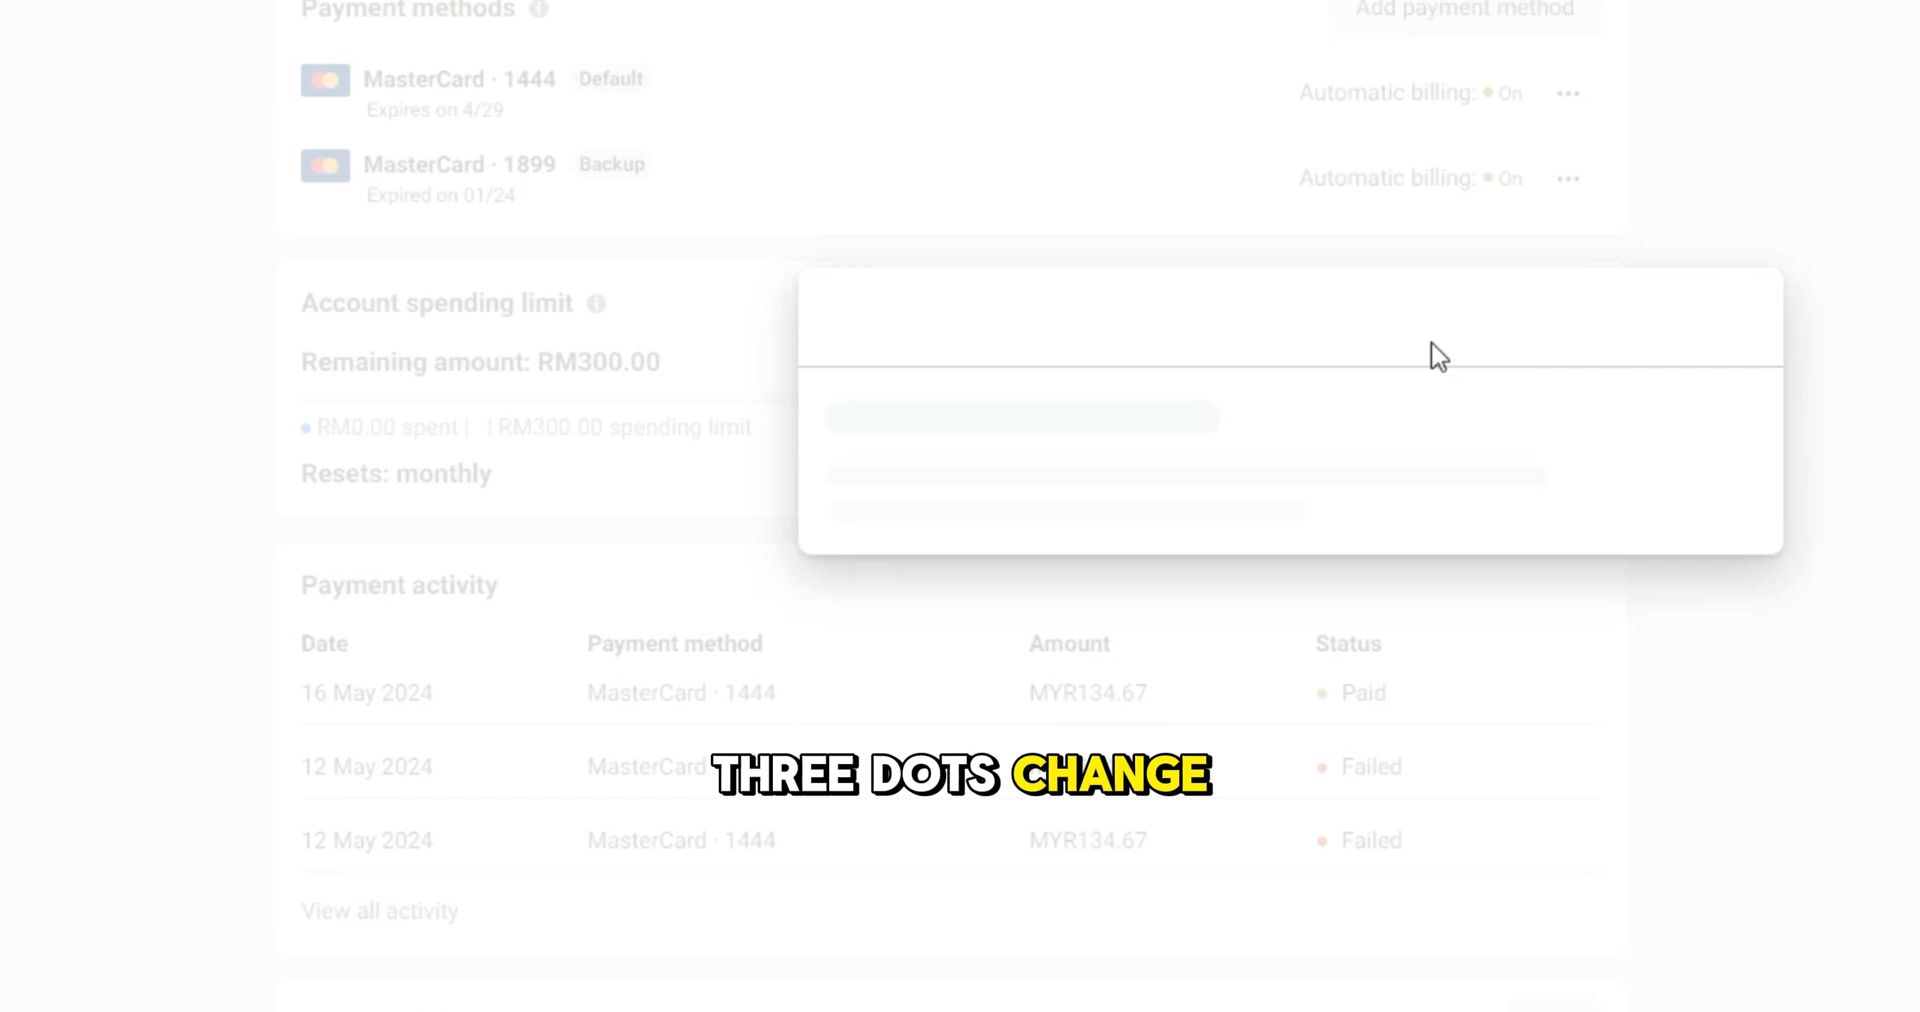 Payment methods
Add payment method
MasterCard · 1444 Default
Expires on 4/29
Automatic billing: On
MasterCard · 1899 Backup
Expired on 01/24
Automatic billing: On
Account spending limit
Remaining amount: RM300.00
RM0.00 spent | | RM300.00 spending limit
Resets: monthly
Payment activity
Date Payment method Amount Status
16 May 2024 MasterCard · 1444 MYR134.67 Paid
12 May 2024 MasterCard Failed
THREE DOTS CHANGE
12 May 2024 MasterCard · 1444 MYR134.67 Failed
View all activity